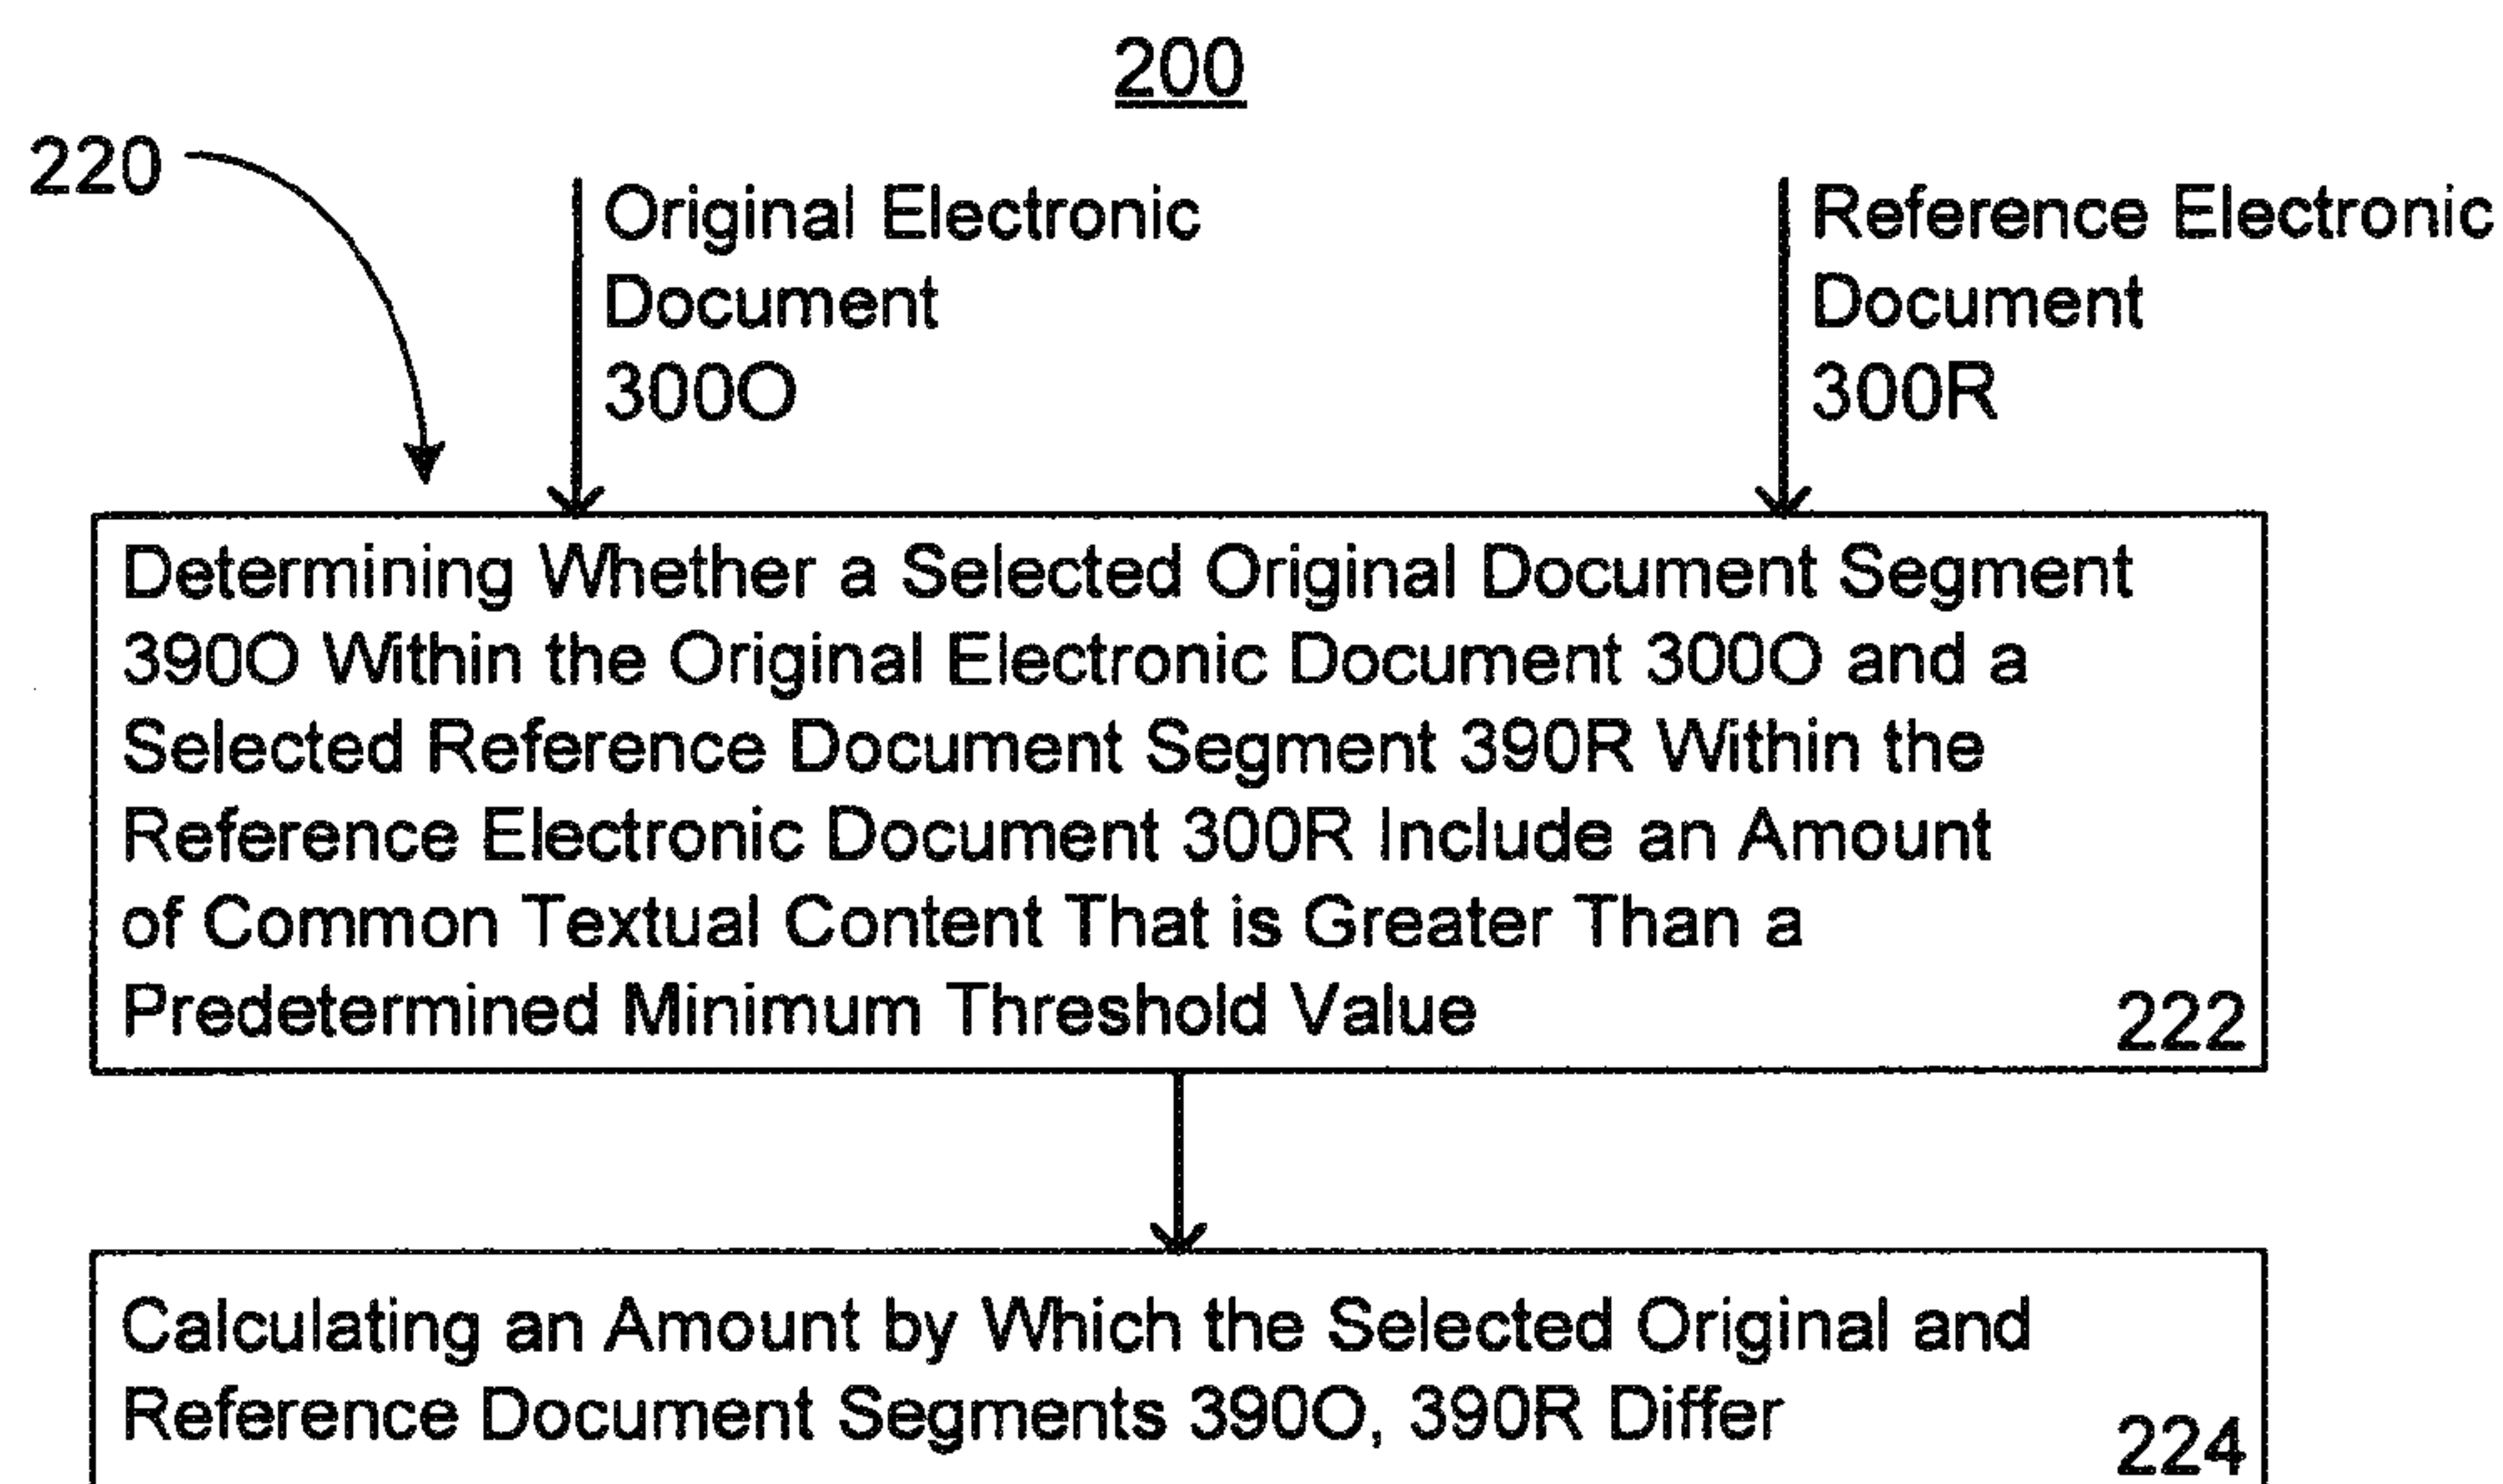 200
220
Original Electronic
Document
300O
Reference Electronic
Document
300R
Determining Whether a Selected Original Document Segment
390O Within the Original Electronic Document 300O and a
Selected Reference Document Segment 390R Within the
Reference Electronic Document 300R Include an Amount
of Common Textual Content That is Greater Than a
Predetermined Minimum Threshold Value
222
Calculating an Amount by Which the Selected Original and
Reference Document Segments 390O, 390R Differ
224